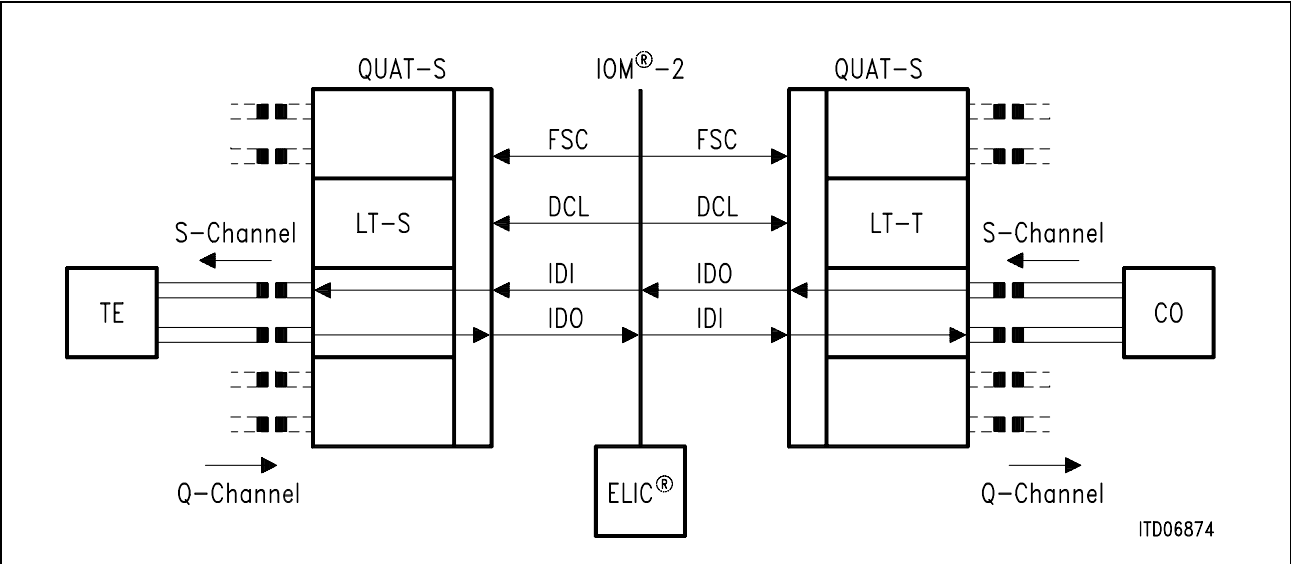 QUAT-S IOM®-2 QUAT-S
FSC FSC
LT-S DCL DCL LT-T
S-Channel S-Channel
IDI IDO
TE IDO IDI CO
Q-Channel ELIC® Q-Channel
ITD06874